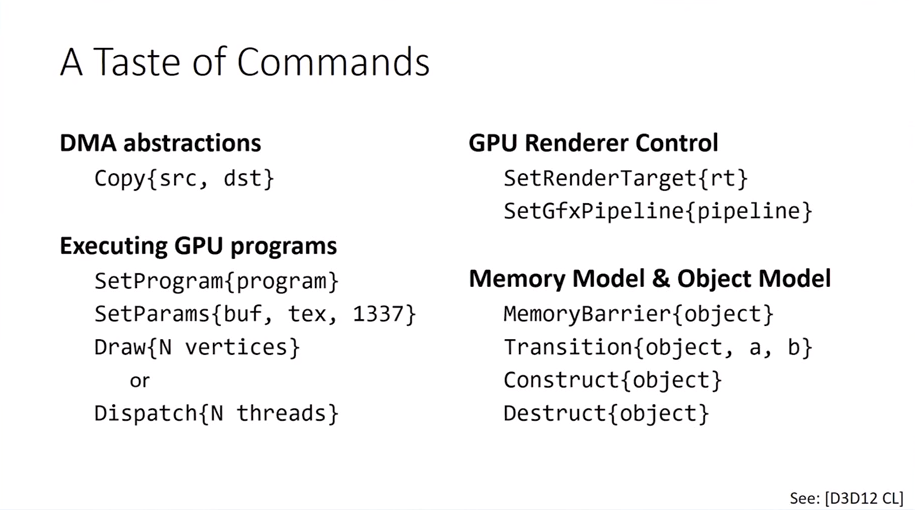 A Taste of Commands
DMA abstractions
Copy{src, dst}
Executing GPU programs
SetProgram{program}
SetParams{buf, tex, 1337}
Draw{N vertices}
or
Dispatch{N threads}
GPU Renderer Control
SetRenderTarget{rt}
SetGfxPipeline{pipeline}
Memory Model & Object Model
MemoryBarrier{object}
Transition{object, a, b}
Construct{object}
Destruct{object}
See: [D3D12 CL]